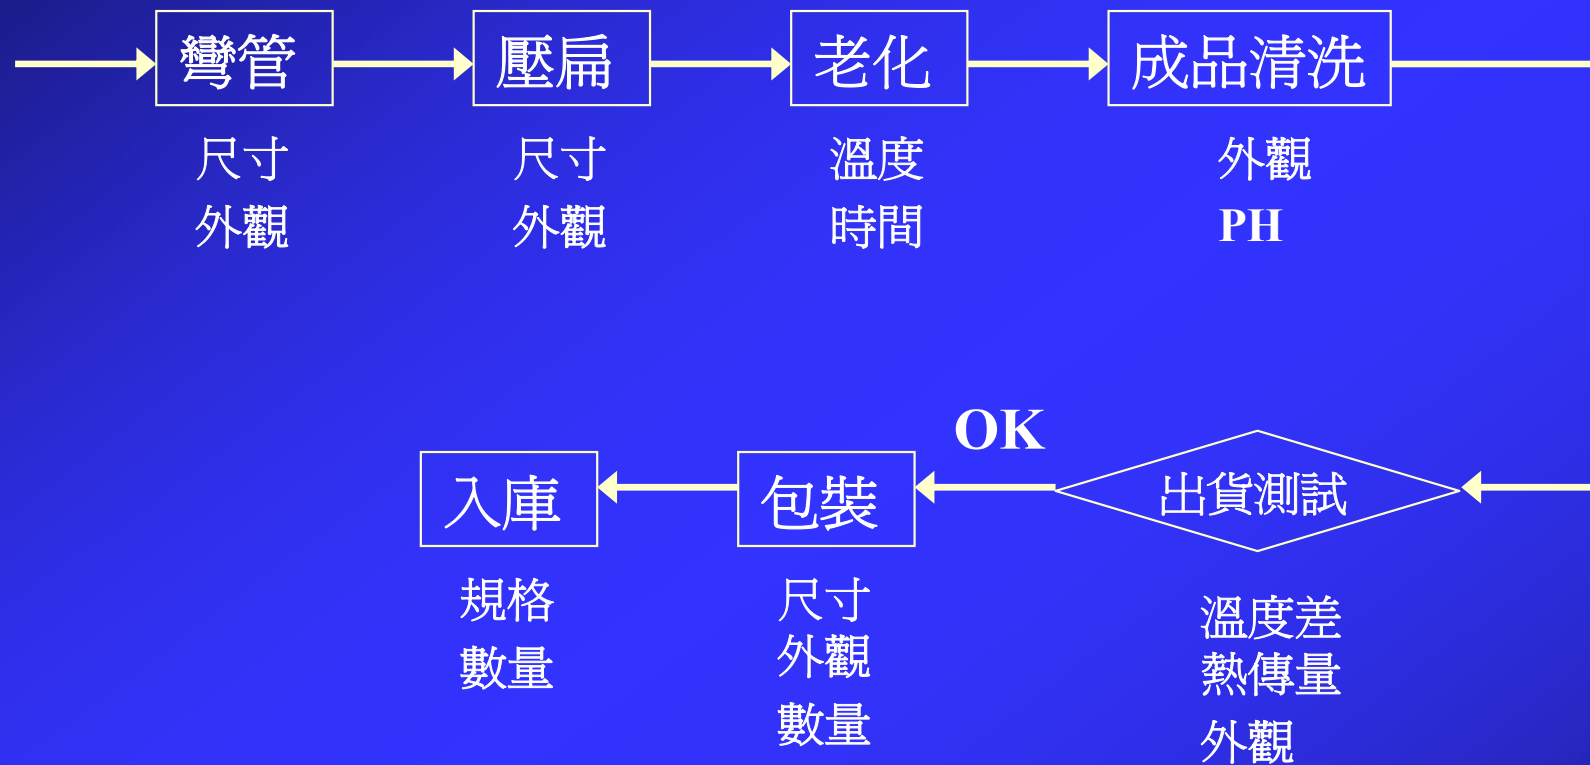 彎管
壓扁
老化
成品清洗
尺寸
外觀
尺寸
外觀
溫度
時間
外觀
PH
OK
入庫
包裝
出貨測試
規格
數量
尺寸
外觀
數量
溫度差
熱傳量
外觀